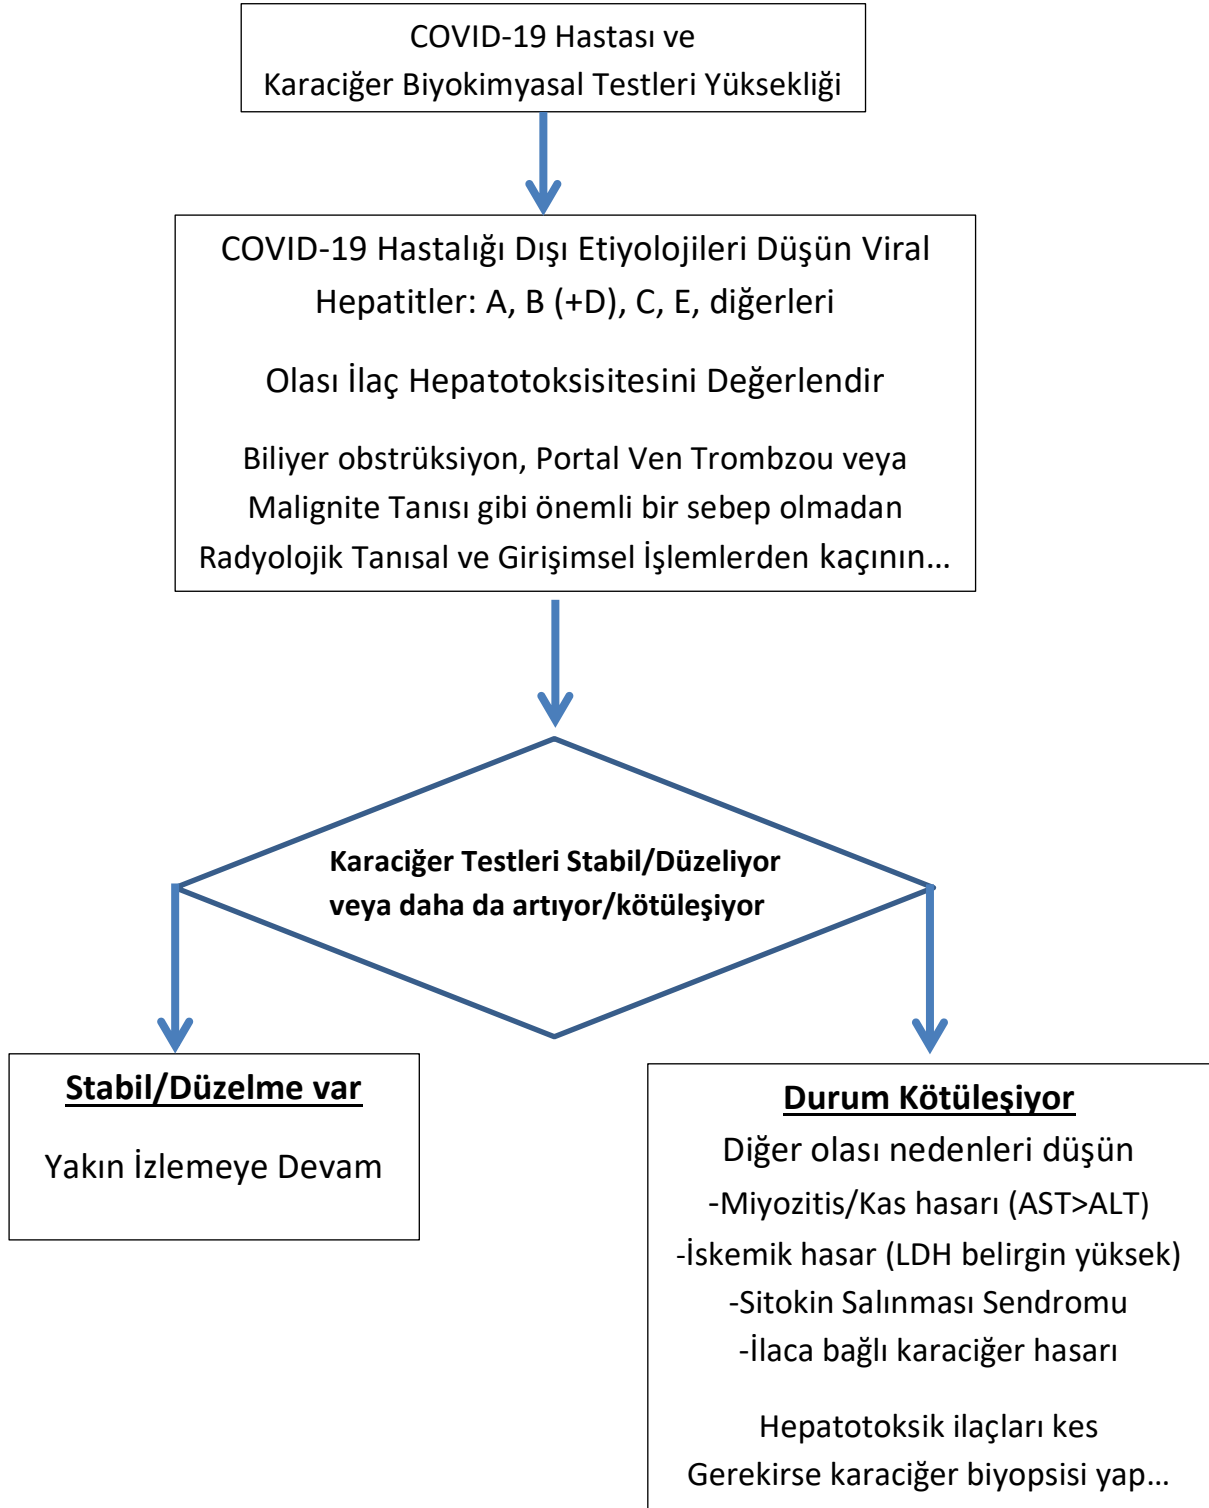 COVID-19 Hastası ve
Karaciğer Biyokimyasal Testleri Yüksekliği
COVID-19 Hastalığı Dışı Etiyolojileri Düşün Viral
Hepatitler: A, B (+D), C, E, diğerleri
Olası İlaç Hepatotoksisitesini Değerlendir
Biliyer obstrüksiyon, Portal Ven Trombzou veya
Malignite Tanısı gibi önemli bir sebep olmadan
Radyolojik Tanısal ve Girişimsel İşlemlerden kaçının...
Karaciğer Testleri Stabil/Düzeliyor
veya daha da artıyor/kötüleşiyor
Stabil/Düzelme var
Yakın İzlemeye Devam
Durum Kötüleşiyor
Diğer olası nedenleri düşün
-Miyozitis/Kas hasarı (AST>ALT)
-İskemik hasar (LDH belirgin yüksek)
-Sitokin Salınması Sendromu
-İlaca bağlı karaciğer hasarı
Hepatotoksik ilaçları kes
Gerekirse karaciğer biyopsisi yap...